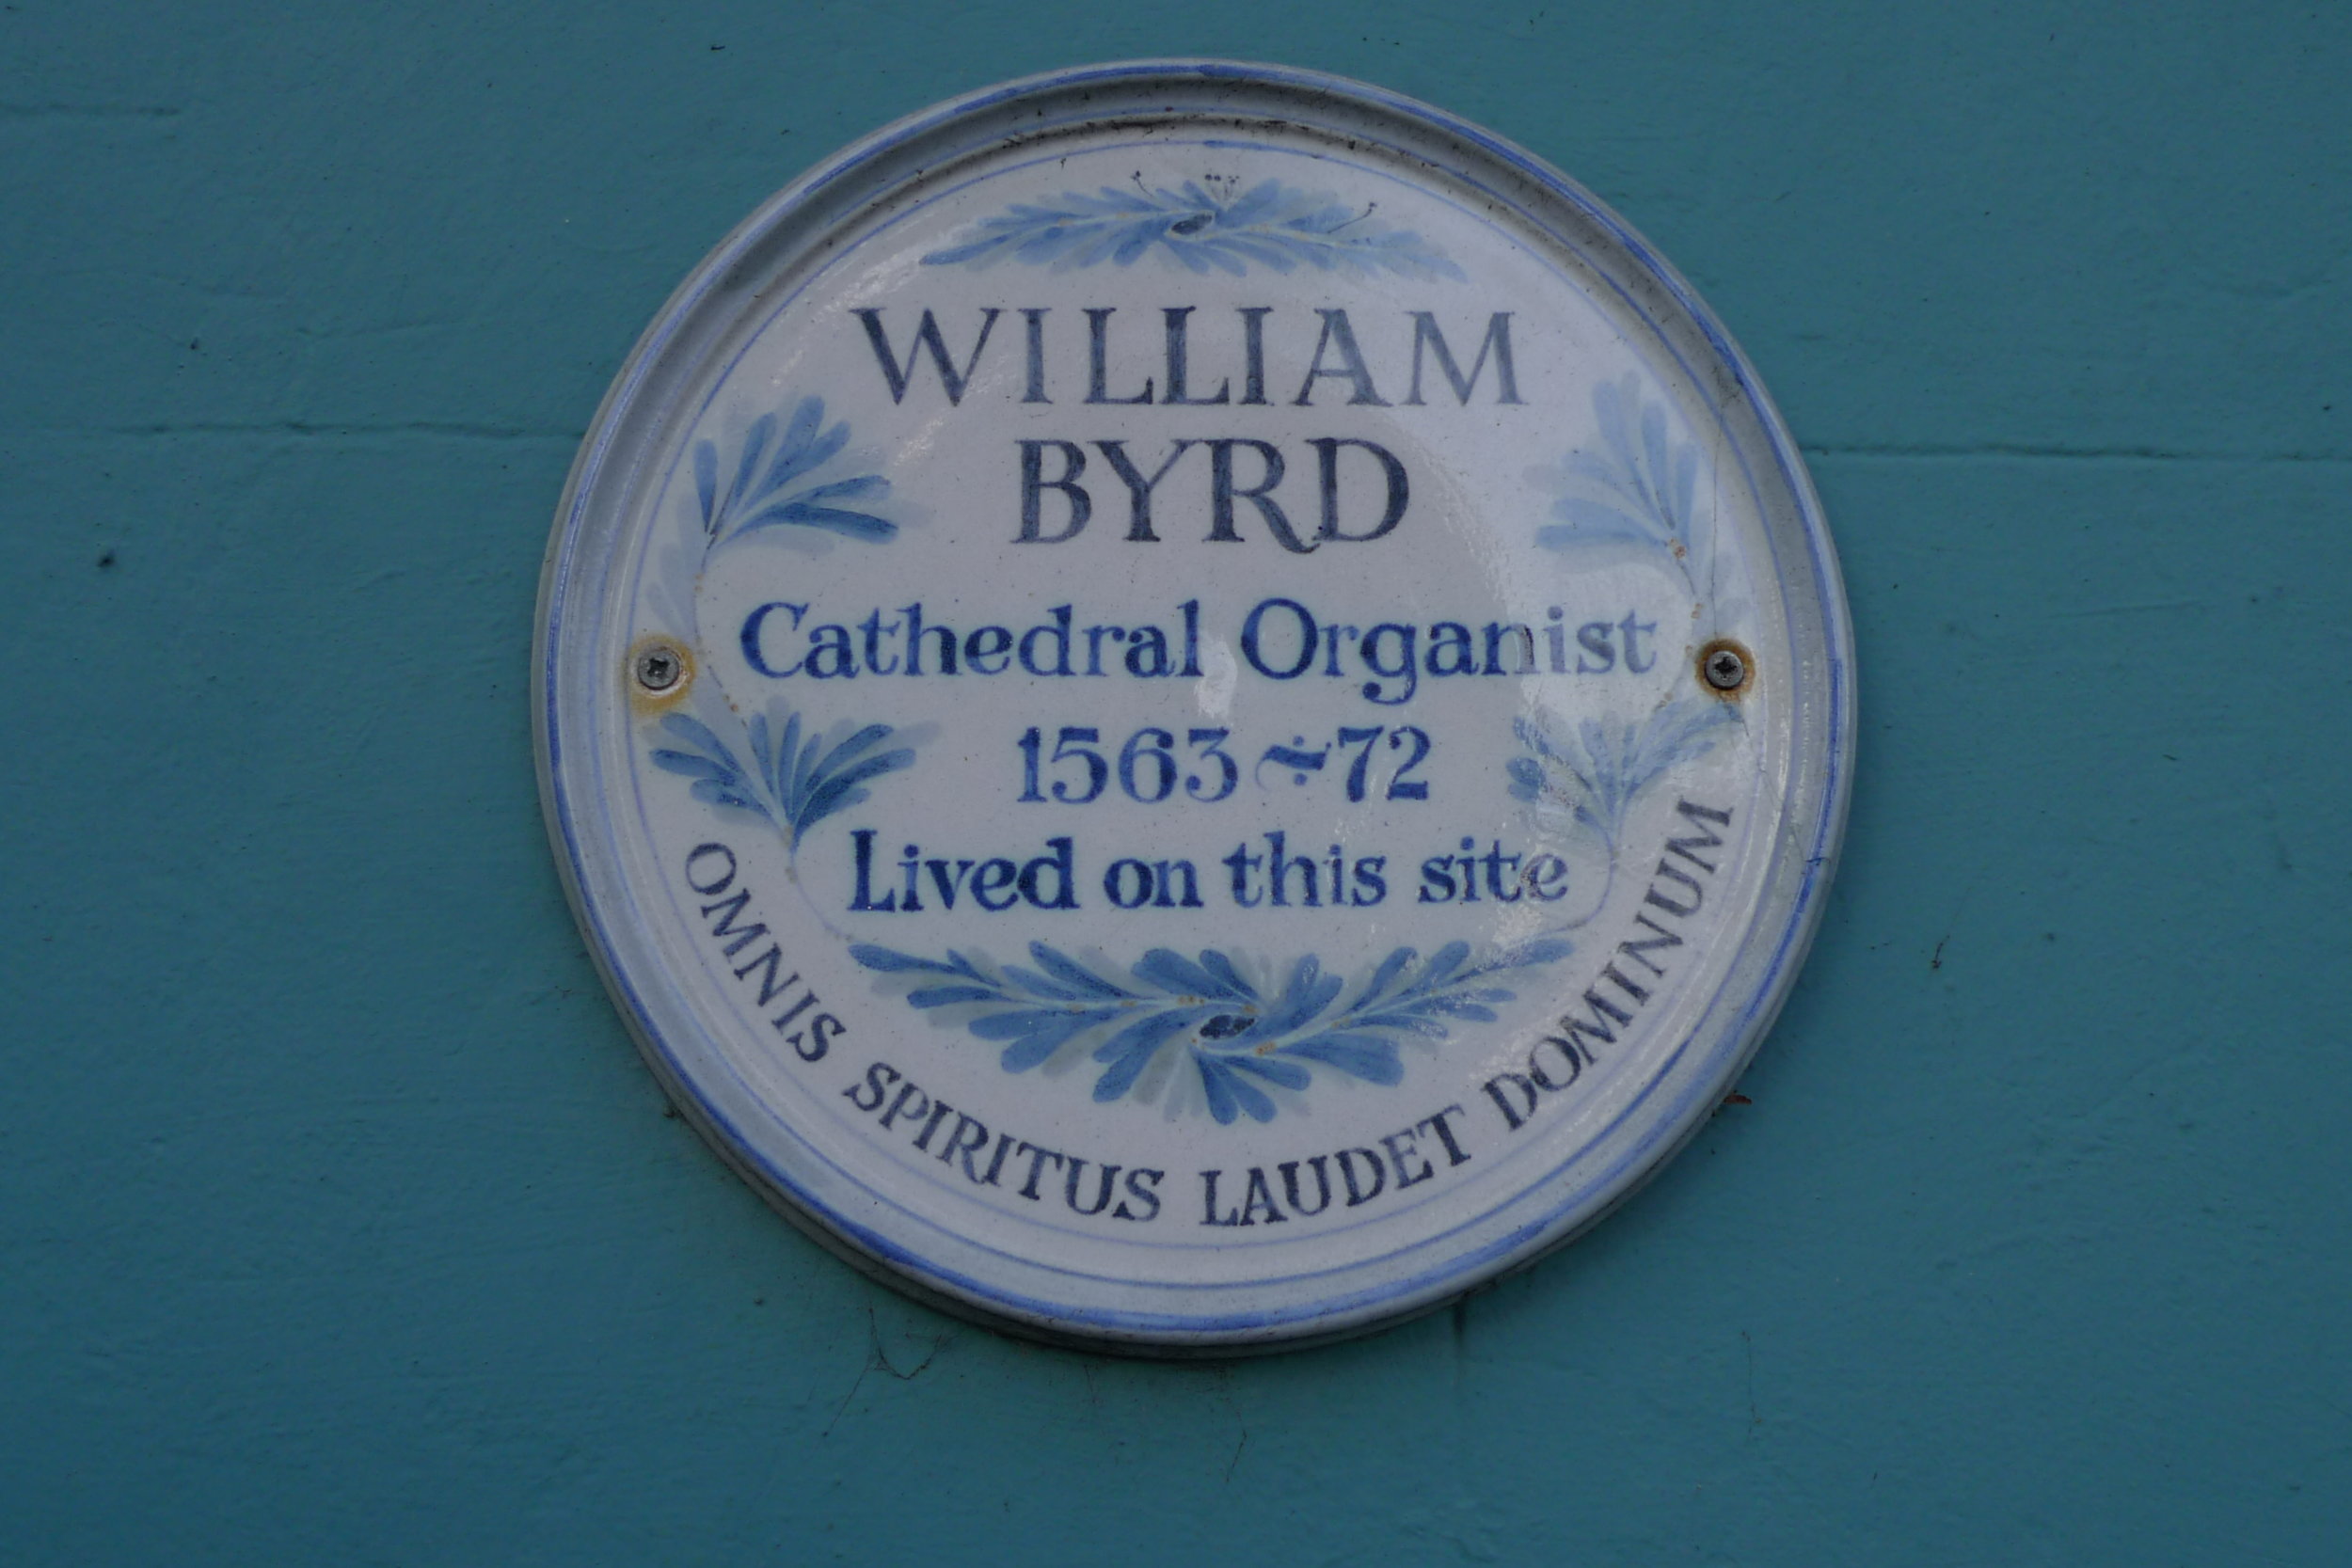 WILLIAM
BYRD
Cathedral Organist
1563~72
Lived on this site
OMNIS SPIRITUS LAUDET DOMINUM